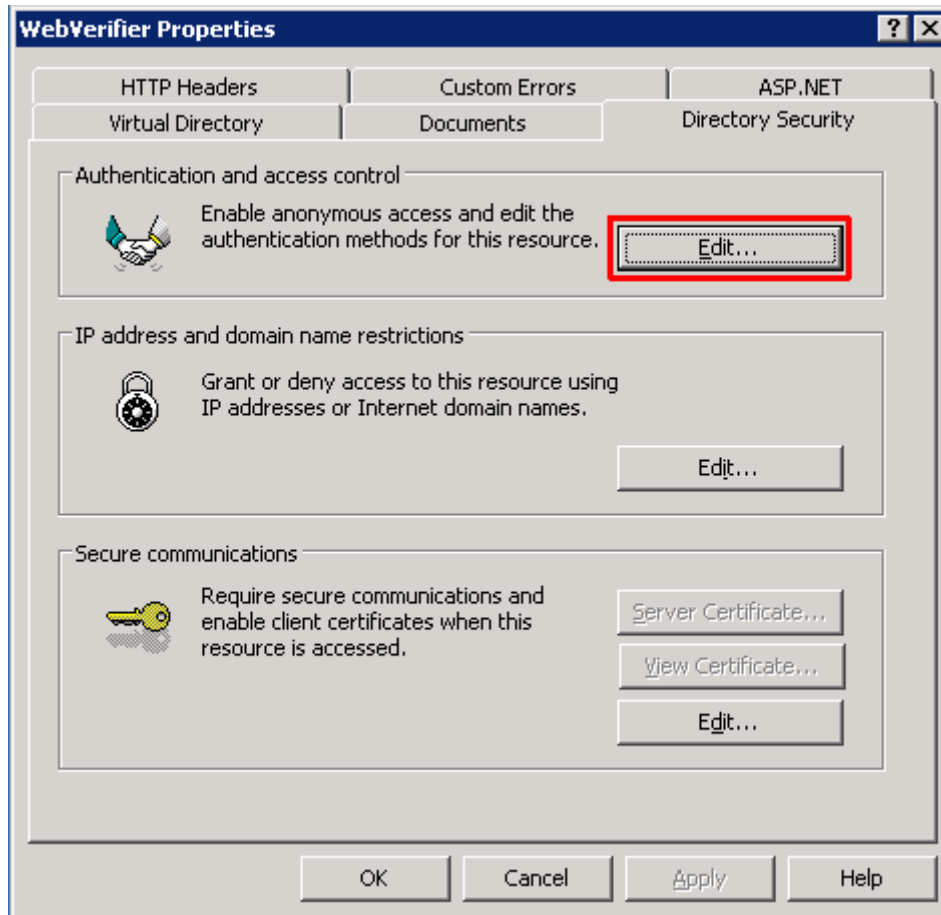 WebVerifier Properties
HTTP Headers
Custom Errors
ASP.NET
Virtual Directory
Documents
Directory Security
Authentication and access control
Enable anonymous access and edit the
authentication methods for this resource.
Edit...
IP address and domain name restrictions
Grant or deny access to this resource using
IP addresses or Internet domain names.
Edit...
Secure communications
Require secure communications and
enable client certificates when this
resource is accessed.
Server Certificate...
View Certificate...
Edit...
OK
Cancel
Apply
Help